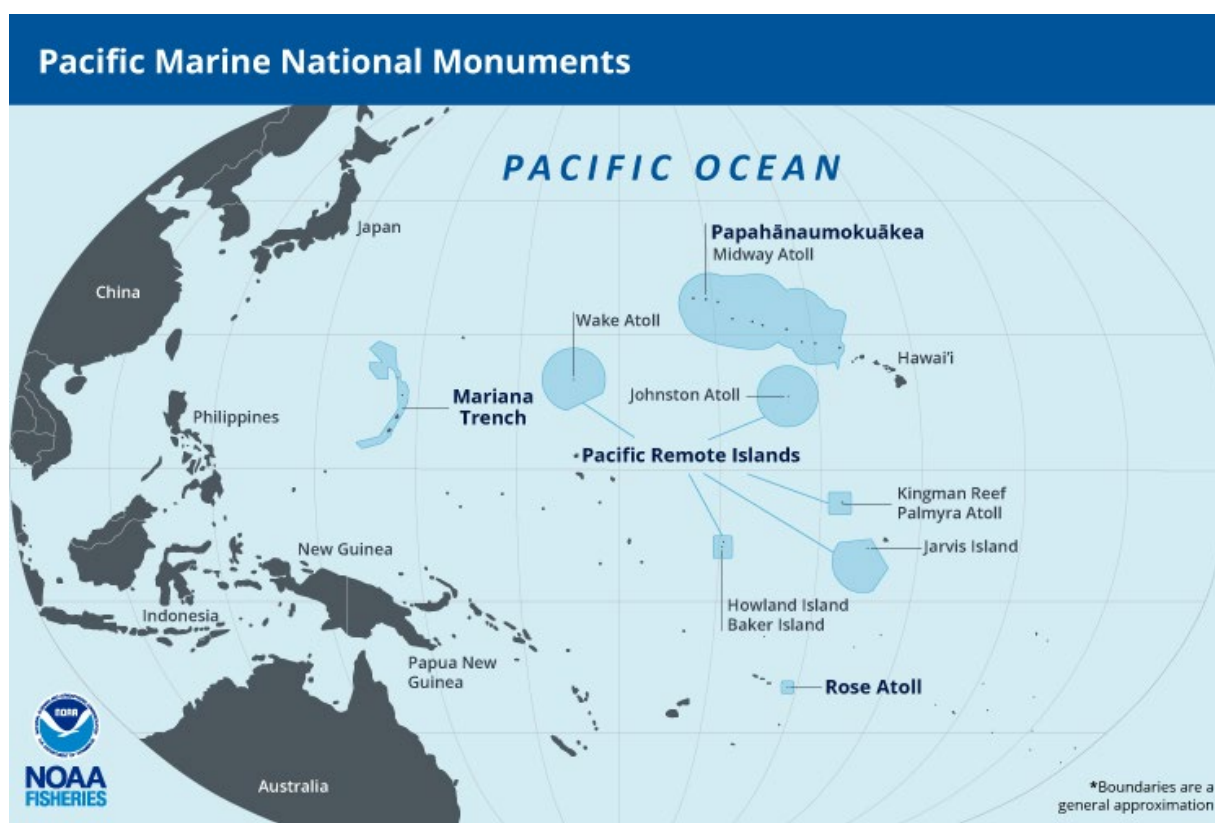 Pacific Marine National Monuments
PACIFIC OCEAN
Japan
Papahānaumokuākea
Midway Atoll
China
Wake Atoll
Hawai'i
Mariana
Trench
Johnston Atoll
Philippines
Pacific Remote Islands
Kingman Reef
Palmyra Atoll
New Guinea
Jarvis Island
Indonesia
Howland Island
Baker Island
Papua New
Guinea
Rose Atoll
NOAA
NOAA
FISHERIES
Australia
*Boundaries are a
general approximation